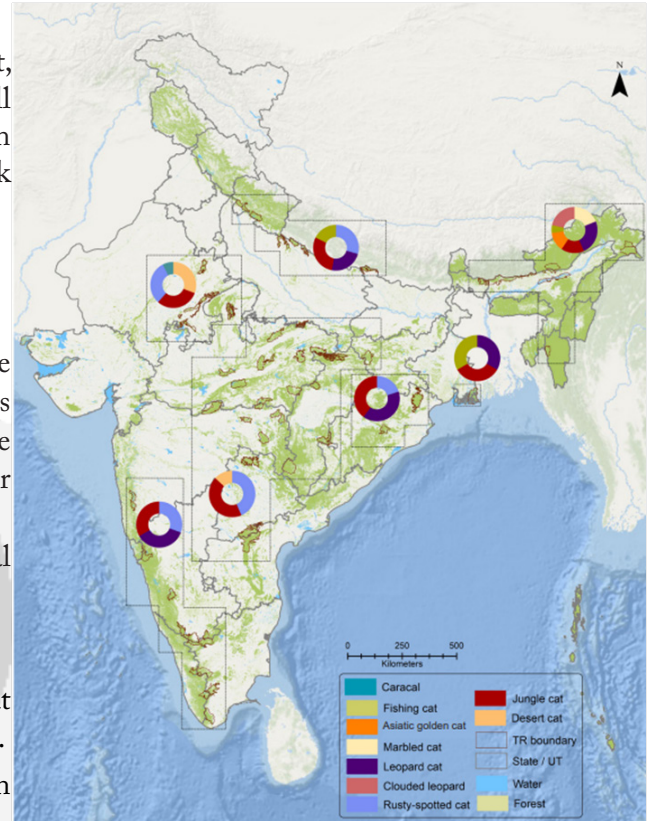 t,
ll
n
k
e
s
e
r
l
t
.
n
N
0 250 500
Kilometers
Caracal
Fishing cat
Asiatic golden cat
Marbled cat
Leopard cat
Clouded leopard
Rusty-spotted cat
Jungle cat
Desert cat
TR boundary
State / UT
Water
Forest